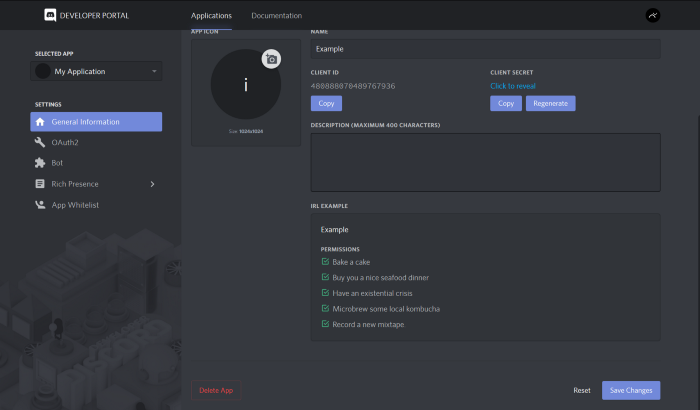 DEVELOPER PORTAL
Applications
Documentation
SELECTED APP
My Application
SETTINGS
General Information
OAuth2
Bot
Rich Presence
App Whitelist
APP ICON
i
Size: 1024x1024
NAME
Example
CLIENT ID
480888070489767936
Copy
CLIENT SECRET
Click to reveal
Copy
Regenerate
DESCRIPTION (MAXIMUM 400 CHARACTERS)
IRL EXAMPLE
Example
PERMISSIONS
Bake a cake
Buy you a nice seafood dinner
Have an existential crisis
Microbrew some local kombucha
Record a new mixtape
Delete App
Reset
Save Changes